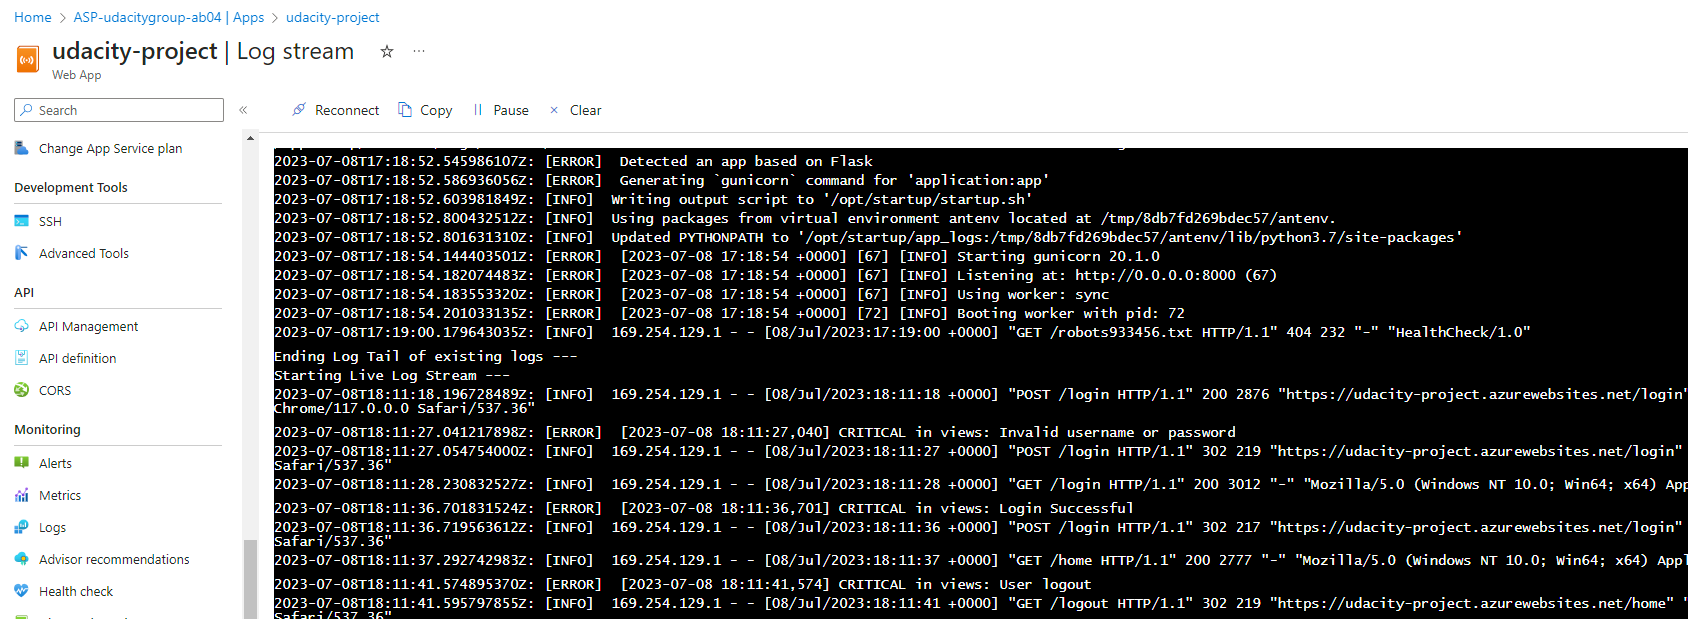 Home > ASP-udacitygroup-ab04 | Apps > udacity-project
udacity-project | Log stream
Web App
Search
Reconnect Copy Pause Clear
Change App Service plan
Development Tools
SSH
Advanced Tools
API
API Management
API definition
CORS
Monitoring
Alerts
Metrics
Logs
Advisor recommendations
Health check
2023-07-08T17:18:52.545986107Z: [ERROR]  Detected an app based on Flask
2023-07-08T17:18:52.586936056Z: [ERROR]  Generating `gunicorn` command for 'application:app'
2023-07-08T17:18:52.603981849Z: [INFO]  Writing output script to '/opt/startup/startup.sh'
2023-07-08T17:18:52.800432512Z: [INFO]  Using packages from virtual environment antenv located at /tmp/8db7fd269bdec57/antenv.
2023-07-08T17:18:52.801631310Z: [INFO]  Updated PYTHONPATH to '/opt/startup/app_logs:/tmp/8db7fd269bdec57/antenv/lib/python3.7/site-packages'
2023-07-08T17:18:54.144403501Z: [ERROR]  [2023-07-08 17:18:54 +0000] [67] [INFO] Starting gunicorn 20.1.0
2023-07-08T17:18:54.182074483Z: [ERROR]  [2023-07-08 17:18:54 +0000] [67] [INFO] Listening at: http://0.0.0.0:8000 (67)
2023-07-08T17:18:54.183553320Z: [ERROR]  [2023-07-08 17:18:54 +0000] [67] [INFO] Using worker: sync
2023-07-08T17:18:54.201033135Z: [ERROR]  [2023-07-08 17:18:54 +0000] [72] [INFO] Booting worker with pid: 72
2023-07-08T17:19:00.179643035Z: [INFO]  169.254.129.1 - - [08/Jul/2023:17:19:00 +0000] "GET /robots933456.txt HTTP/1.1" 404 232 "-" "HealthCheck/1.0"
Ending Log Tail of existing logs ---
Starting Live Log Stream ---
2023-07-08T18:11:18.196728489Z: [INFO]  169.254.129.1 - - [08/Jul/2023:18:11:18 +0000] "POST /login HTTP/1.1" 200 2876 "https://udacity-project.azurewebsites.net/login"
Chrome/117.0.0.0 Safari/537.36"
2023-07-08T18:11:27.041217898Z: [ERROR]  [2023-07-08 18:11:27,040] CRITICAL in views: Invalid username or password
2023-07-08T18:11:27.054754000Z: [INFO]  169.254.129.1 - - [08/Jul/2023:18:11:27 +0000] "POST /login HTTP/1.1" 302 219 "https://udacity-project.azurewebsites.net/login"
Safari/537.36"
2023-07-08T18:11:28.230832527Z: [INFO]  169.254.129.1 - - [08/Jul/2023:18:11:28 +0000] "GET /login HTTP/1.1" 200 3012 "-" "Mozilla/5.0 (Windows NT 10.0; Win64; x64) App
2023-07-08T18:11:36.701831524Z: [ERROR]  [2023-07-08 18:11:36,701] CRITICAL in views: Login Successful
2023-07-08T18:11:36.719563612Z: [INFO]  169.254.129.1 - - [08/Jul/2023:18:11:36 +0000] "POST /login HTTP/1.1" 302 217 "https://udacity-project.azurewebsites.net/login"
Safari/537.36"
2023-07-08T18:11:37.292742983Z: [INFO]  169.254.129.1 - - [08/Jul/2023:18:11:37 +0000] "GET /home HTTP/1.1" 200 2777 "-" "Mozilla/5.0 (Windows NT 10.0; Win64; x64) Appl
2023-07-08T18:11:41.574895370Z: [ERROR]  [2023-07-08 18:11:41,574] CRITICAL in views: User logout
2023-07-08T18:11:41.595797855Z: [INFO]  169.254.129.1 - - [08/Jul/2023:18:11:41 +0000] "GET /logout HTTP/1.1" 302 219 "https://udacity-project.azurewebsites.net/home" "
Safari/537.36"